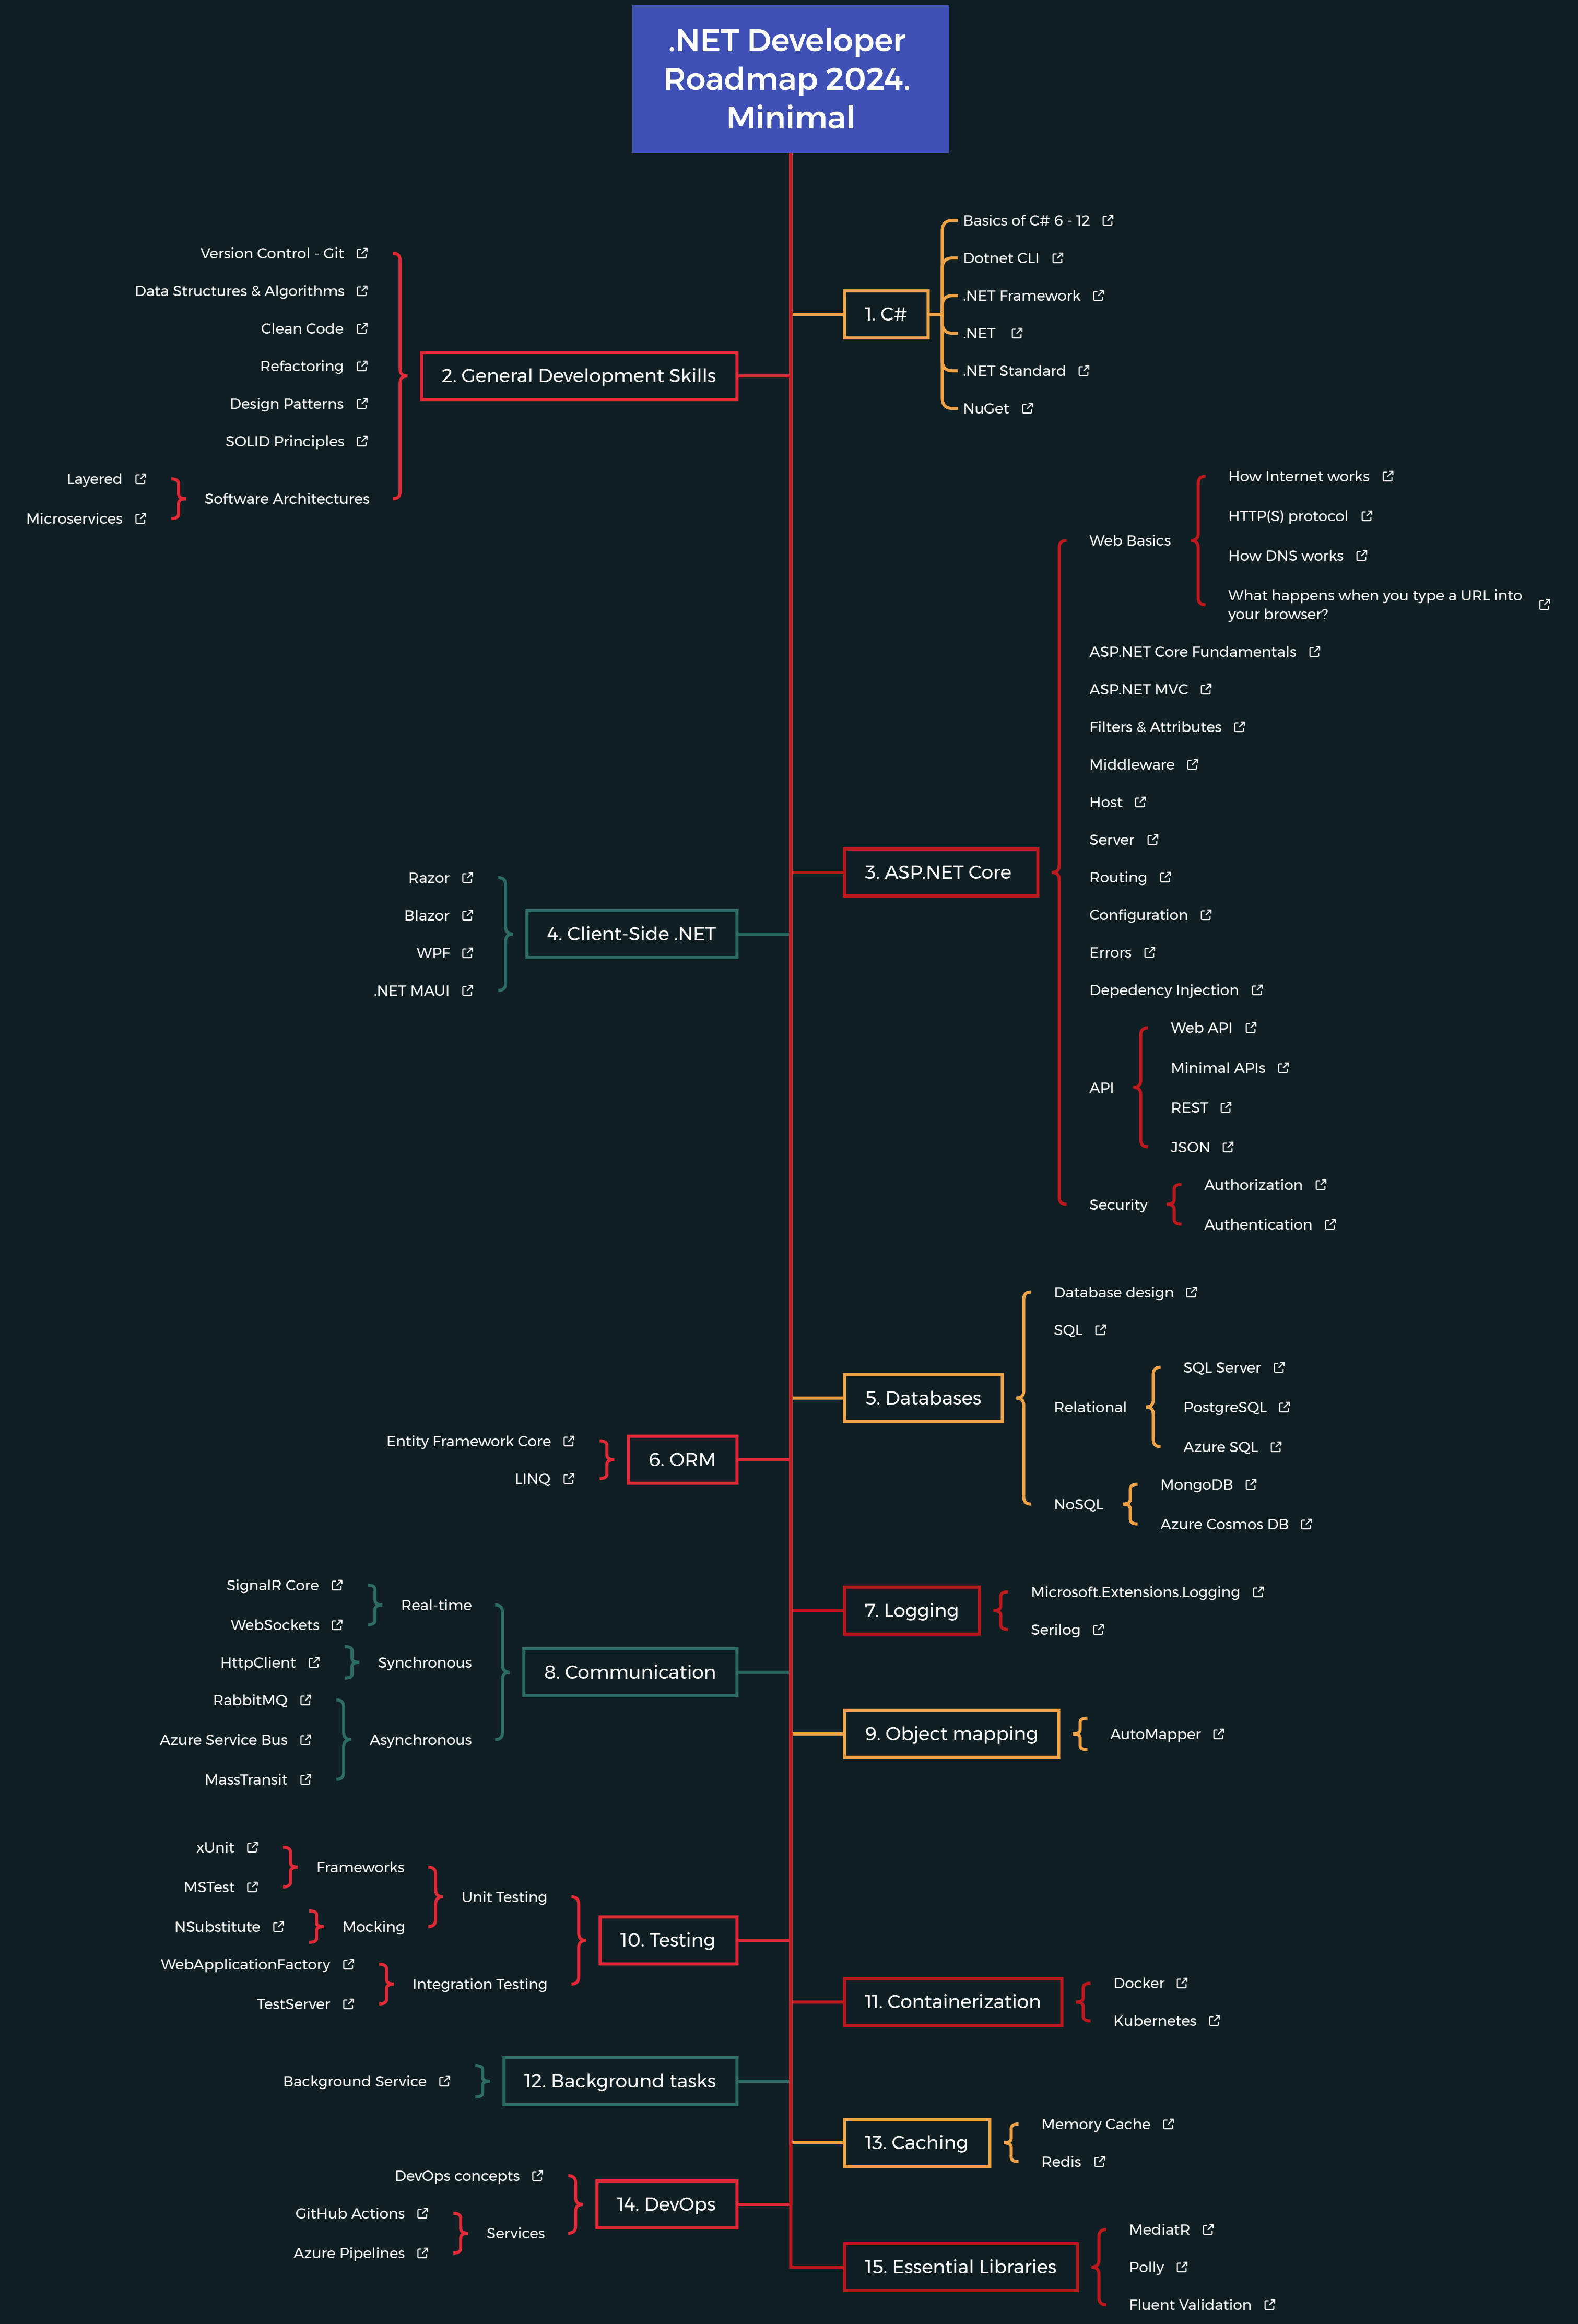 .NET Developer
Roadmap 2024.
Minimal
1. C#
Basics of C# 6 - 12
Dotnet CLI
.NET Framework
.NET
.NET Standard
NuGet
2. General Development Skills
Version Control - Git
Data Structures & Algorithms
Clean Code
Refactoring
Design Patterns
SOLID Principles
Software Architectures
Layered
Microservices
3. ASP.NET Core
Web Basics
How Internet works
HTTP(S) protocol
How DNS works
What happens when you type a URL into
your browser?
ASP.NET Core Fundamentals
ASP.NET MVC
Filters & Attributes
Middleware
Host
Server
Routing
Configuration
Errors
Depedency Injection
API
Web API
Minimal APIs
REST
JSON
Security
Authorization
Authentication
4. Client-Side .NET
Razor
Blazor
WPF
.NET MAUI
5. Databases
Database design
SQL
Relational
SQL Server
PostgreSQL
Azure SQL
NoSQL
MongoDB
Azure Cosmos DB
6. ORM
Entity Framework Core
LINQ
7. Logging
Microsoft.Extensions.Logging
Serilog
8. Communication
Real-time
SignalR Core
WebSockets
Synchronous
HttpClient
Asynchronous
RabbitMQ
Azure Service Bus
MassTransit
9. Object mapping
AutoMapper
10. Testing
Unit Testing
Frameworks
xUnit
MSTest
Mocking
NSubstitute
Integration Testing
WebApplicationFactory
TestServer
11. Containerization
Docker
Kubernetes
12. Background tasks
Background Service
13. Caching
Memory Cache
Redis
14. DevOps
DevOps concepts
Services
GitHub Actions
Azure Pipelines
15. Essential Libraries
MediatR
Polly
Fluent Validation